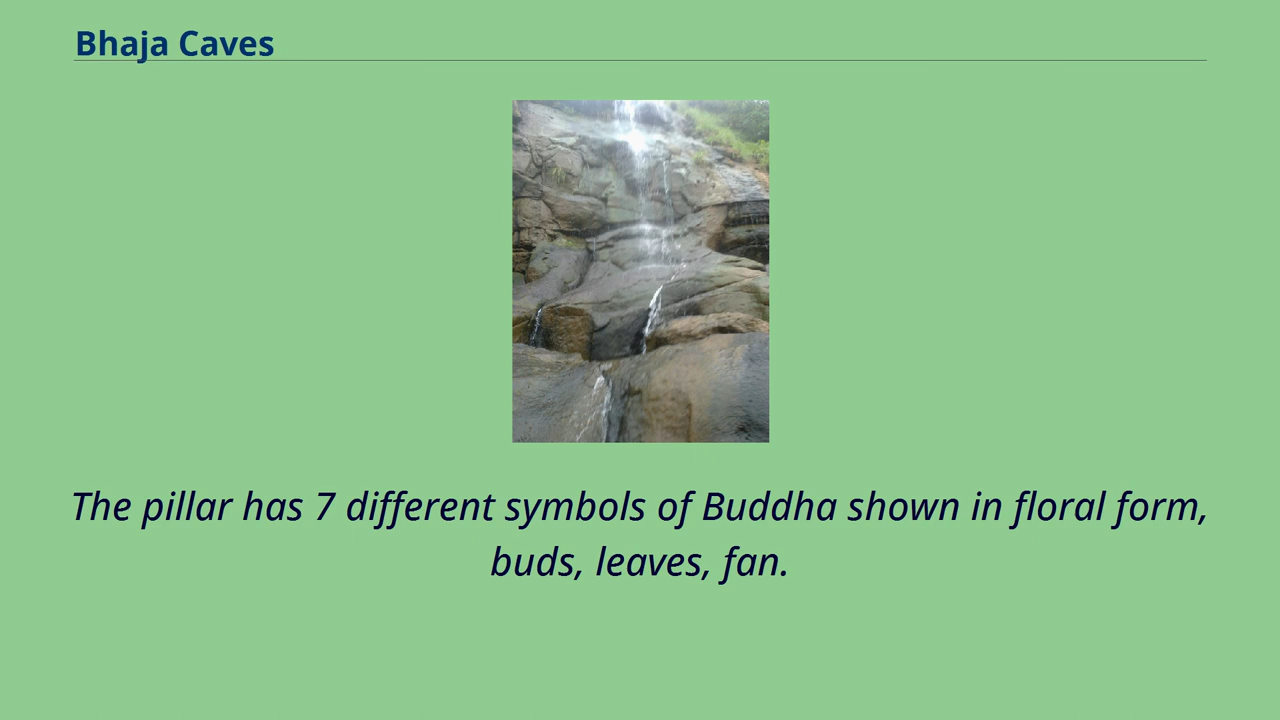 Bhaja Caves
The pillar has 7 different symbols of Buddha shown in floral form,
buds, leaves, fan.